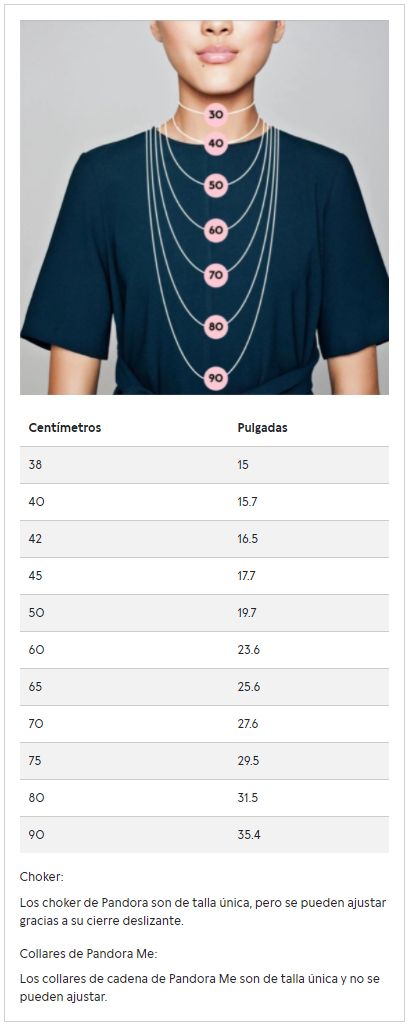 30
40
50
60
70
80
90
Centímetros Pulgadas
38 15
40 15.7
42 16.5
45 17.7
50 19.7
60 23.6
65 25.6
70 27.6
75 29.5
80 31.5
90 35.4
Choker:
Los choker de Pandora son de talla única, pero se pueden ajustar
gracias a su cierre deslizante.
Collares de Pandora Me:
Los collares de cadena de Pandora Me son de talla única y no se
pueden ajustar.